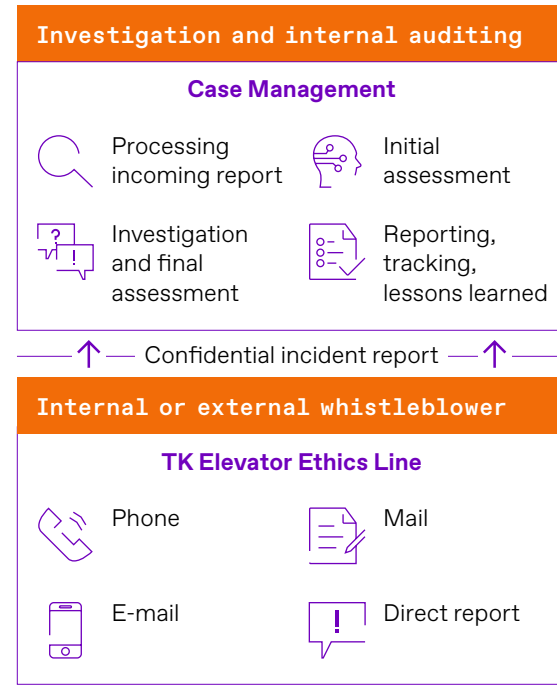 Investigation and internal auditing
Case Management
Processing
incoming report
Initial
assessment
?
!
Investigation
and final
assessment
Reporting,
tracking,
lessons learned
Confidential incident report
Internal or external whistleblower
TK Elevator Ethics Line
Phone
Mail
E-mail
!
Direct report